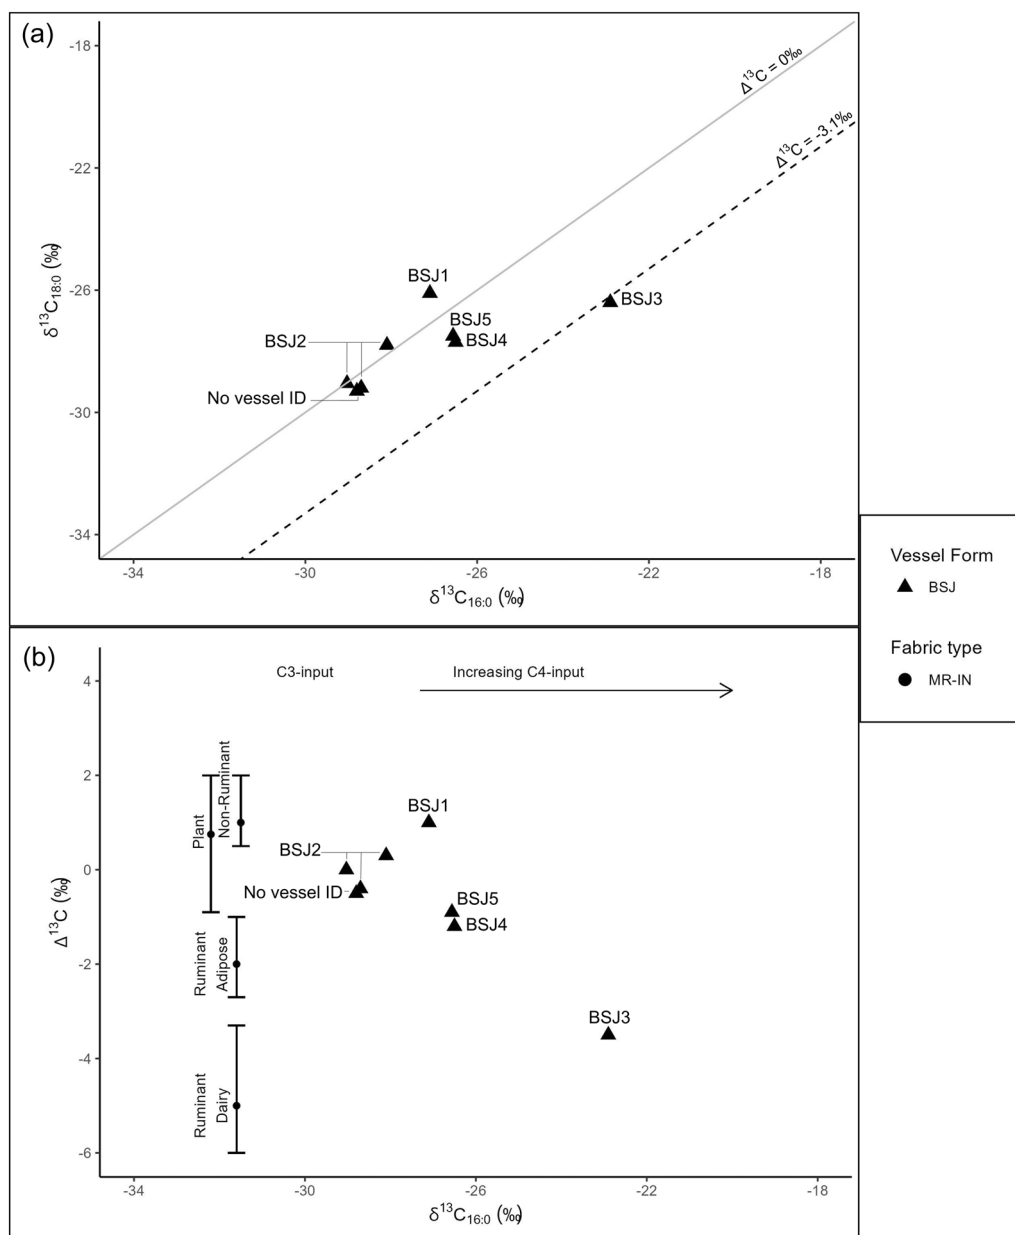 (a)
-18
-22
-26
-30
-34
δ¹³C₁₈:₀ (‰)
Δ¹³C = 0‰
Δ¹³C = -3.1‰
BSJ1
BSJ3
BSJ5
BSJ4
BSJ2
No vessel ID
-34
-30
-26
-22
-18
δ¹³C₁₆:₀ (‰)
Vessel Form
BSJ
Fabric type
MR-IN
(b)
C3-input
Increasing C4-input
4
2
0
-2
-4
-6
Δ¹³C (‰)
Plant
Non-Ruminant
Ruminant
Adipose
Ruminant
Dairy
BSJ1
BSJ2
No vessel ID
BSJ5
BSJ4
BSJ3
-34
-30
-26
-22
-18
δ¹³C₁₆:₀ (‰)